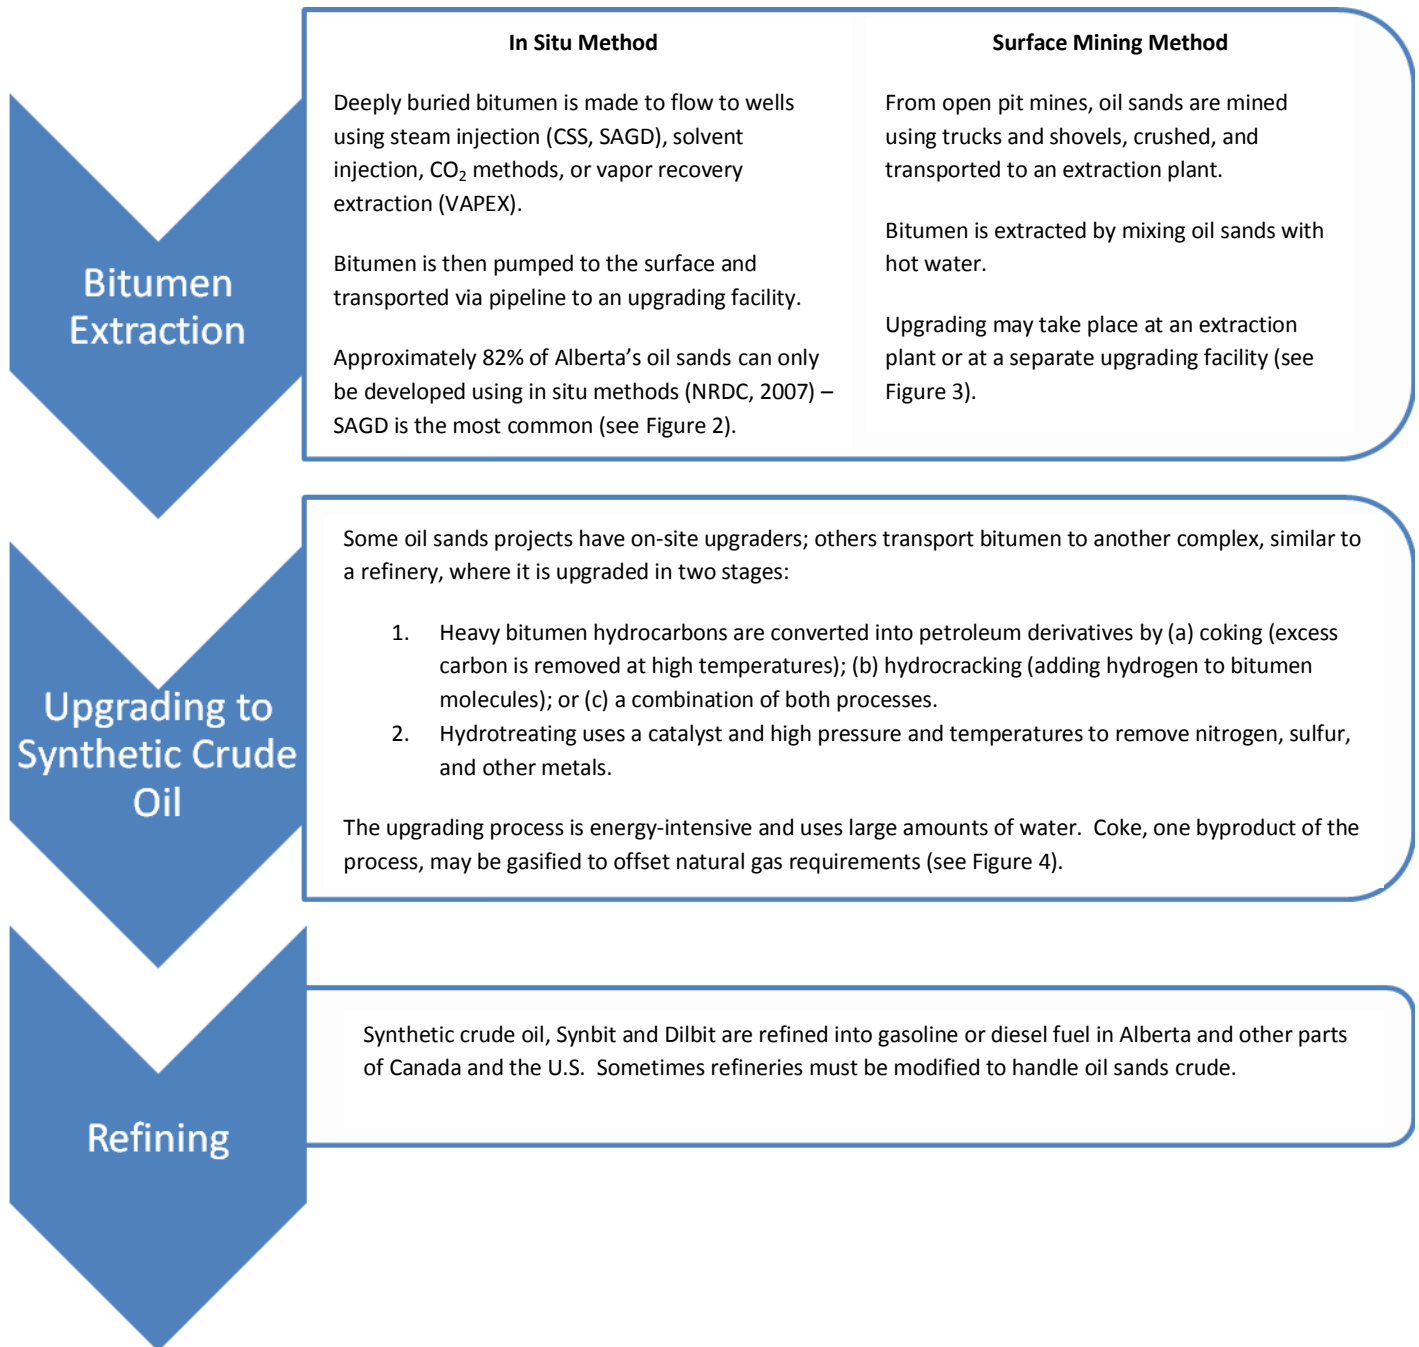 In Situ Method
Deeply buried bitumen is made to flow to wells
using steam injection (CSS, SAGD), solvent
injection, CO₂ methods, or vapor recovery
extraction (VAPEX).
Bitumen is then pumped to the surface and
transported via pipeline to an upgrading facility.
Approximately 82% of Alberta’s oil sands can only
be developed using in situ methods (NRDC, 2007) –
SAGD is the most common (see Figure 2).
Surface Mining Method
From open pit mines, oil sands are mined
using trucks and shovels, crushed, and
transported to an extraction plant.
Bitumen is extracted by mixing oil sands with
hot water.
Upgrading may take place at an extraction
plant or at a separate upgrading facility (see
Figure 3).
Bitumen
Extraction
Some oil sands projects have on-site upgraders; others transport bitumen to another complex, similar to
a refinery, where it is upgraded in two stages:
1. Heavy bitumen hydrocarbons are converted into petroleum derivatives by (a) coking (excess
carbon is removed at high temperatures); (b) hydrocracking (adding hydrogen to bitumen
molecules); or (c) a combination of both processes.
2. Hydrotreating uses a catalyst and high pressure and temperatures to remove nitrogen, sulfur,
and other metals.
The upgrading process is energy-intensive and uses large amounts of water.  Coke, one byproduct of the
process, may be gasified to offset natural gas requirements (see Figure 4).
Upgrading to
Synthetic Crude
Oil
Synthetic crude oil, Synbit and Dilbit are refined into gasoline or diesel fuel in Alberta and other parts
of Canada and the U.S.  Sometimes refineries must be modified to handle oil sands crude.
Refining